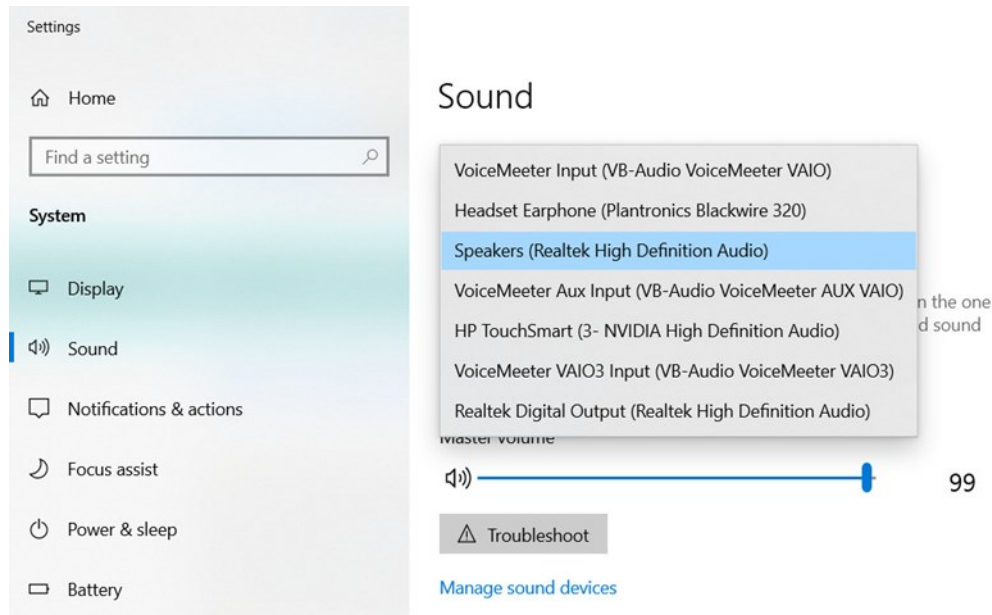 Settings
Home
Find a setting
System
Display
Sound
Notifications & actions
Focus assist
Power & sleep
Battery
Sound
VoiceMeeter Input (VB-Audio VoiceMeeter VAIO)
Headset Earphone (Plantronics Blackwire 320)
Speakers (Realtek High Definition Audio)
VoiceMeeter Aux Input (VB-Audio VoiceMeeter AUX VAIO)
HP TouchSmart (3- NVIDIA High Definition Audio)
VoiceMeeter VAIO3 Input (VB-Audio VoiceMeeter VAIO3)
Realtek Digital Output (Realtek High Definition Audio)
n the one
d sound
Master volume
99
Troubleshoot
Manage sound devices